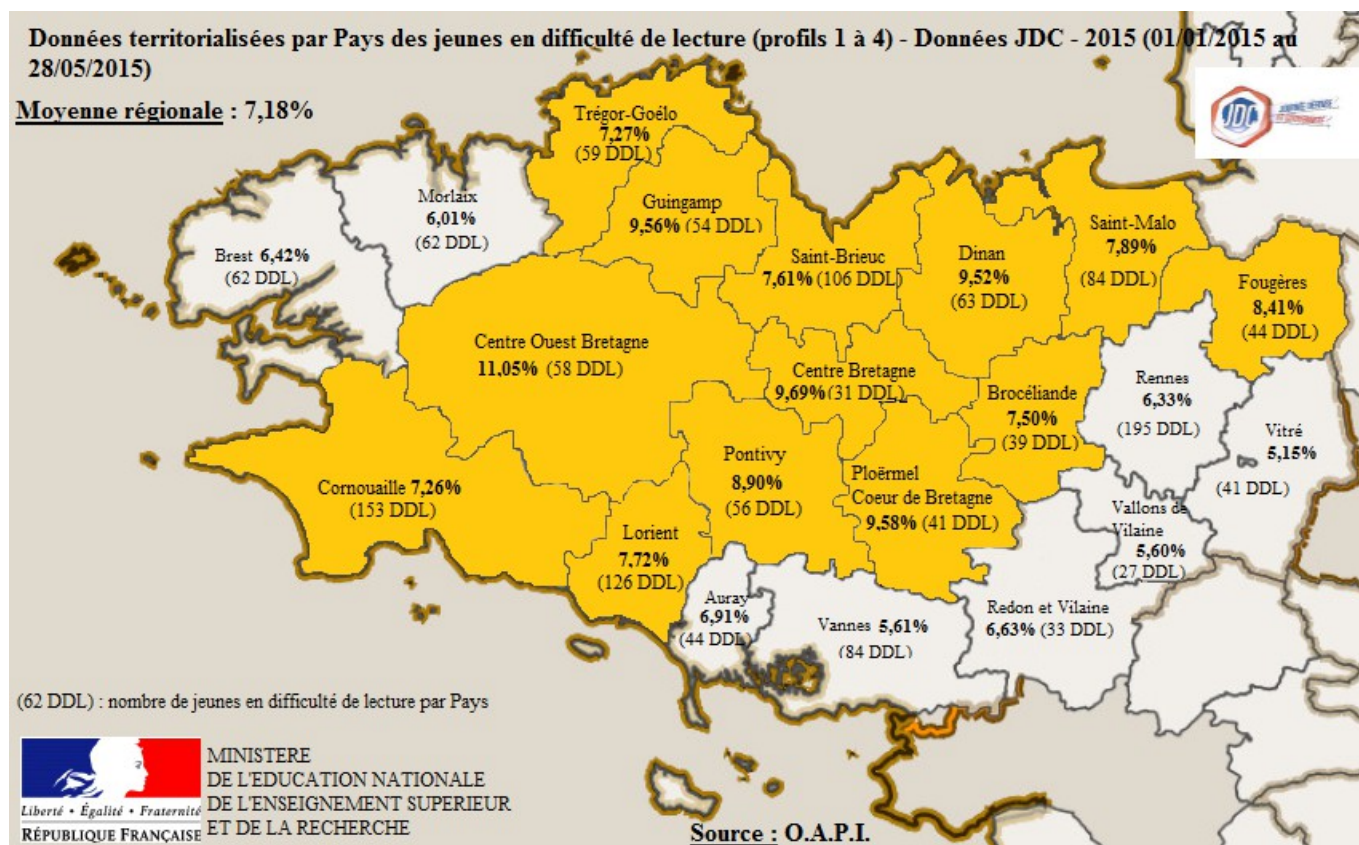 Données territorialisées par Pays des jeunes en difficulté de lecture (profils 1 à 4) - Données JDC - 2015 (01/01/2015 au
28/05/2015)
Moyenne régionale : 7,18%
JDC
JOURNÉE DÉFENSE
ET CITOYENNETÉ
Trégor-Goélo
7,27%
(59 DDL)
Morlaix
6,01%
(62 DDL)
Guingamp
9,56% (54 DDL)
Brest 6,42%
(62 DDL)
Saint-Brieuc
7,61% (106 DDL)
Dinan
9,52%
(63 DDL)
Saint-Malo
7,89%
(84 DDL)
Fougères
8,41%
(44 DDL)
Centre Ouest Bretagne
11,05% (58 DDL)
Centre Bretagne
9,69% (31 DDL)
Brocéliande
7,50%
(39 DDL)
Rennes
6,33%
(195 DDL)
Vitré
5,15%
(41 DDL)
Cornouaille 7,26%
(153 DDL)
Pontivy
8,90%
(56 DDL)
Ploërmel
Coeur de Bretagne
9,58% (41 DDL)
Vallons de
Vilaine
5,60%
(27 DDL)
Lorient
7,72%
(126 DDL)
Auray
6,91%
(44 DDL)
Vannes 5,61%
(84 DDL)
Redon et Vilaine
6,63% (33 DDL)
(62 DDL) : nombre de jeunes en difficulté de lecture par Pays
Liberté • Égalité • Fraternité
RÉPUBLIQUE FRANÇAISE
MINISTERE
DE L'EDUCATION NATIONALE
DE L'ENSEIGNEMENT SUPERIEUR
ET DE LA RECHERCHE
Source : O.A.P.I.